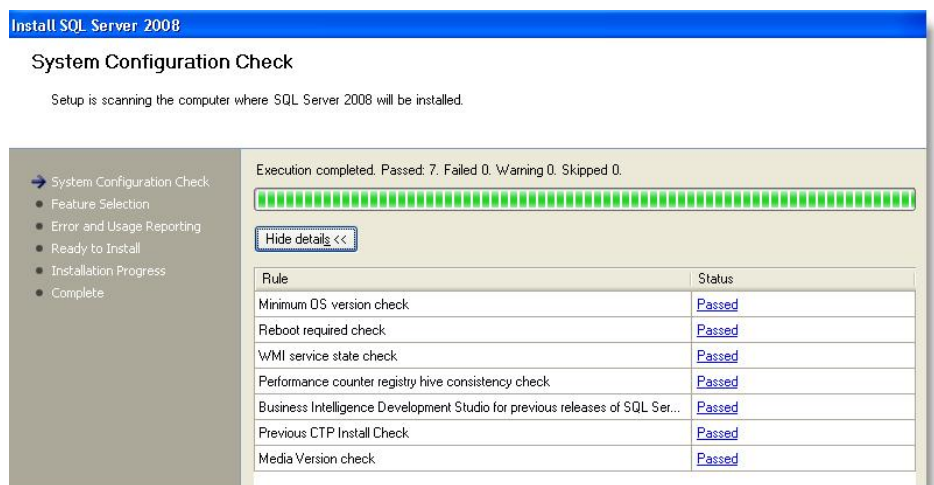 Install SQL Server 2008
System Configuration Check
Setup is scanning the computer where SQL Server 2008 will be installed.
System Configuration Check
Feature Selection
Error and Usage Reporting
Ready to Install
Installation Progress
Complete
Execution completed. Passed: 7. Failed 0. Warning 0. Skipped 0.
Hide details <<
Rule Status
Minimum OS version check Passed
Reboot required check Passed
WMI service state check Passed
Performance counter registry hive consistency check Passed
Business Intelligence Development Studio for previous releases of SQL Ser... Passed
Previous CTP Install Check Passed
Media Version check Passed